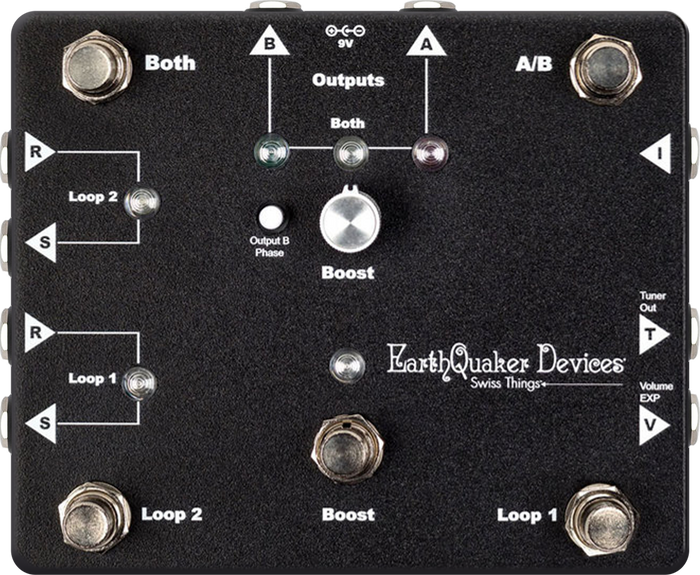 B
9V
A
Both
Outputs
A/B
Both
R
I
Loop 2
S
Output B
Phase
Boost
Tuner
Out
R
T
EarthQuaker Devices
Swiss Things
Loop 1
Volume
EXP
S
V
Loop 2
Boost
Loop 1